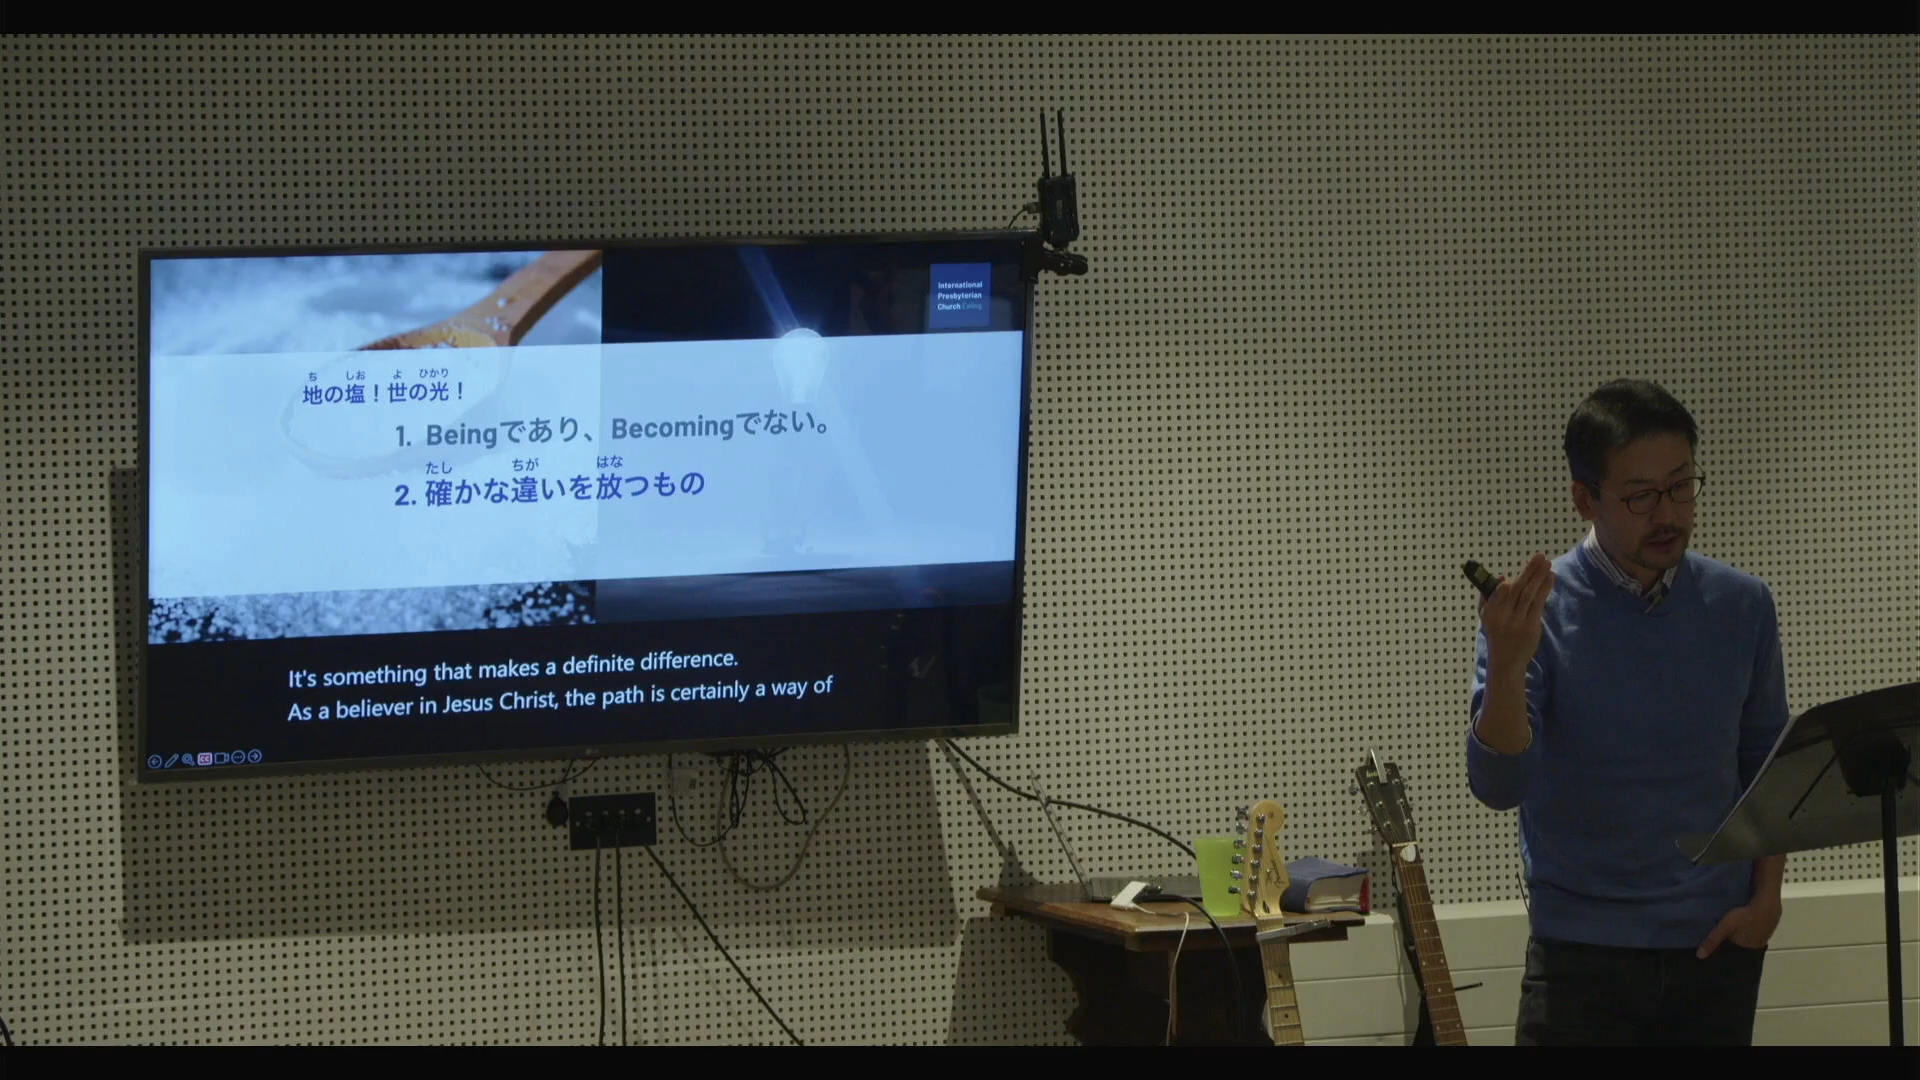 International
Presbyterian
Church Ealing
ち しお よ ひかり
地の塩！世の光！
1. Beingであり、Becomingでない。
たし ちが はな
2. 確かな違いを放つもの
It's something that makes a definite difference.
As a believer in Jesus Christ, the path is certainly a way of
CC